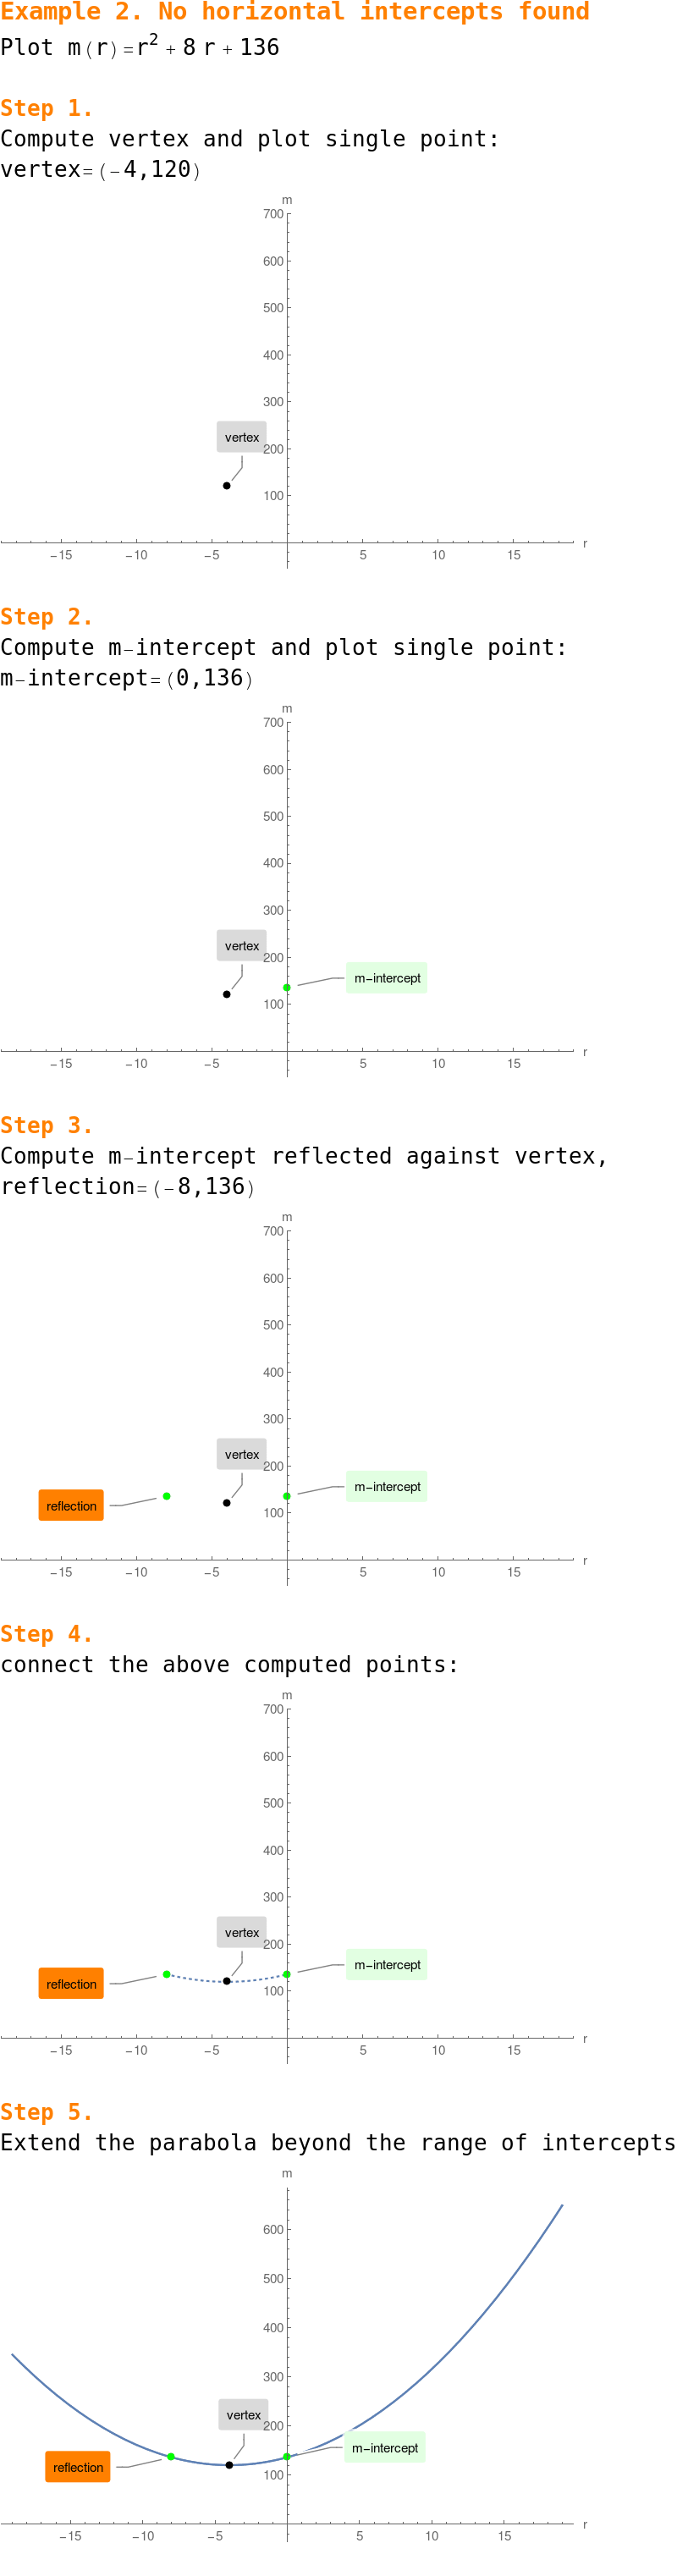 Example 2. No horizontal intercepts found
Plot m(r)=r² + 8 r + 136
Step 1.
Compute vertex and plot single point:
vertex=(-4,120)
m
700
600
500
400
300
vertex
200
100
-15 -10 -5 5 10 15 r
Step 2.
Compute m-intercept and plot single point:
m-intercept=(0,136)
m
700
600
500
400
300
vertex
200
m-intercept
100
-15 -10 -5 5 10 15 r
Step 3.
Compute m-intercept reflected against vertex,
reflection=(-8,136)
m
700
600
500
400
300
vertex
200
m-intercept
reflection
100
-15 -10 -5 5 10 15 r
Step 4.
connect the above computed points:
m
700
600
500
400
300
vertex
200
m-intercept
reflection
100
-15 -10 -5 5 10 15 r
Step 5.
Extend the parabola beyond the range of intercepts
m
600
500
400
300
vertex
200
m-intercept
reflection
100
-15 -10 -5 5 10 15 r